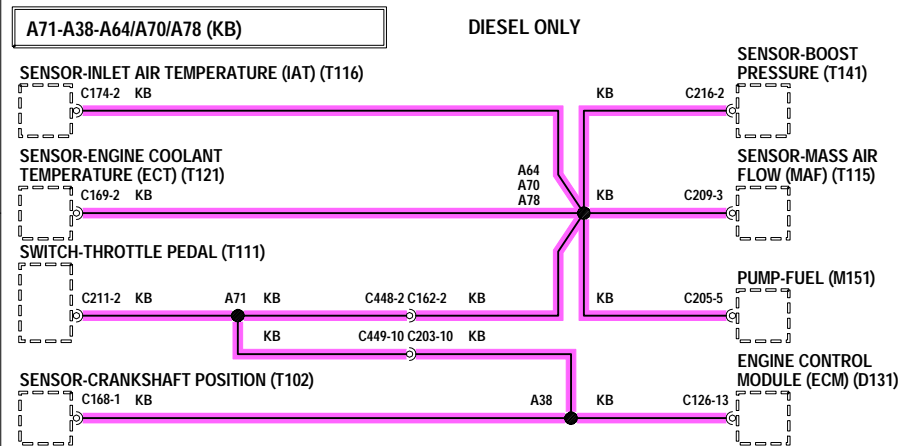 A71-A38-A64/A70/A78 (KB)
DIESEL ONLY
SENSOR-INLET AIR TEMPERATURE (IAT) (T116)
C174-2 KB
SENSOR-BOOST
PRESSURE (T141)
KB C216-2
SENSOR-ENGINE COOLANT
TEMPERATURE (ECT) (T121)
C169-2 KB
A64
A70
A78
SENSOR-MASS AIR
FLOW (MAF) (T115)
KB C209-3
SWITCH-THROTTLE PEDAL (T111)
C211-2 KB A71 KB C448-2 C162-2 KB
PUMP-FUEL (M151)
KB C205-5
KB C449-10 C203-10 KB
SENSOR-CRANKSHAFT POSITION (T102)
C168-1 KB A38 KB C126-13
ENGINE CONTROL
MODULE (ECM) (D131)